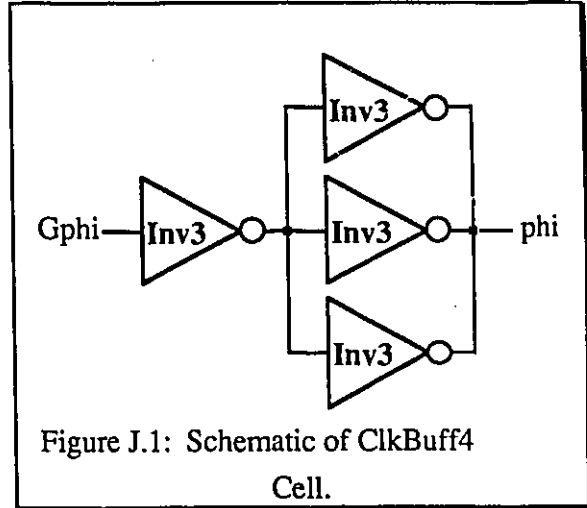 Inv3
Gphi Inv3 Inv3 phi
Inv3
Figure J.1: Schematic of ClkBuff4
Cell.